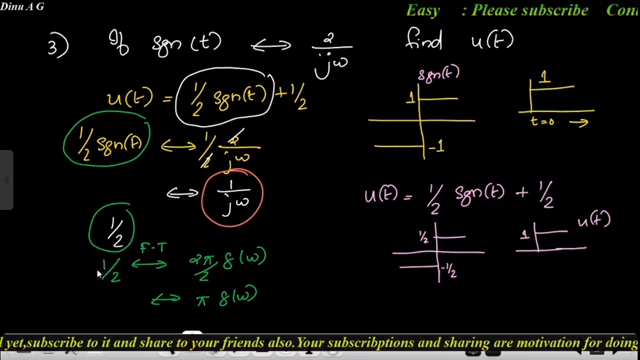 Dinu A G
Easy : Please subscribe Com
3) If sgn(t) ↔ 2/jω find u(t)
u(t) = 1/2 sgn(t) + 1/2
1/2 sgn(t) ↔ 1/2 2/jω
↔ 1/jω
1/2
1/2 F.T ↔ 2π/2 δ(ω)
↔ π δ(ω)
sgn(t)
1
-1
1
t=0 →
u(t) = 1/2 sgn(t) + 1/2
1/2
-1/2
1
u(t)
d yet,subscribe to it and share to your friends also.Your subscribptions and sharing are motivation for doing